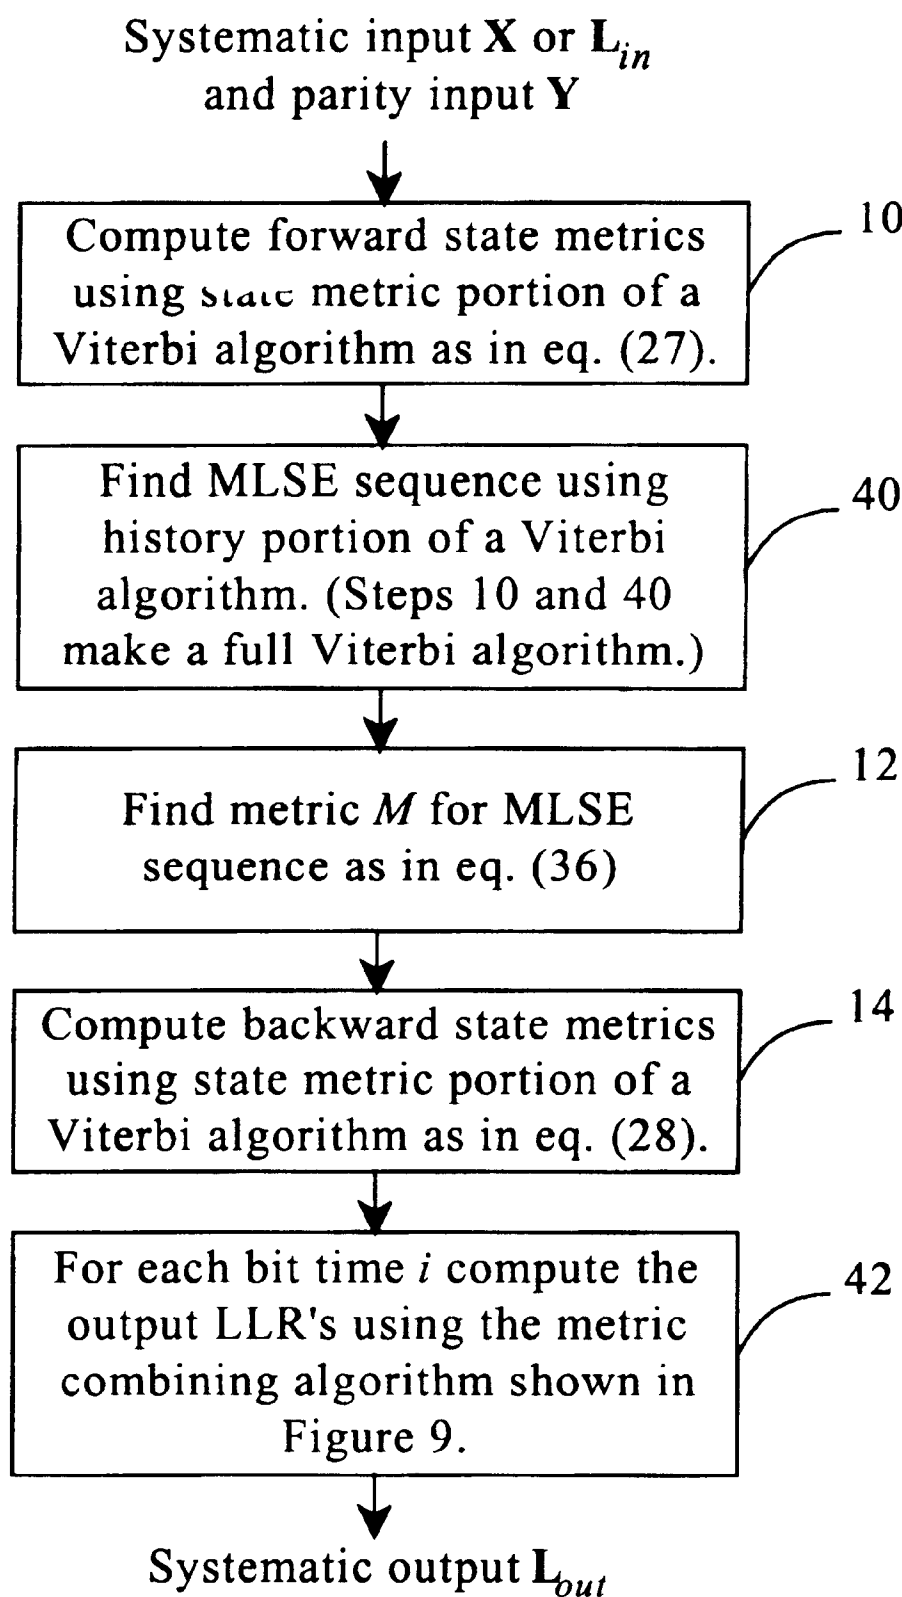 Systematic input X or L_in
and parity input Y
10
Compute forward state metrics
using state metric portion of a
Viterbi algorithm as in eq. (27).
40
Find MLSE sequence using
history portion of a Viterbi
algorithm. (Steps 10 and 40
make a full Viterbi algorithm.)
12
Find metric M for MLSE
sequence as in eq. (36)
14
Compute backward state metrics
using state metric portion of a
Viterbi algorithm as in eq. (28).
42
For each bit time i compute the
output LLR's using the metric
combining algorithm shown in
Figure 9.
Systematic output L_out